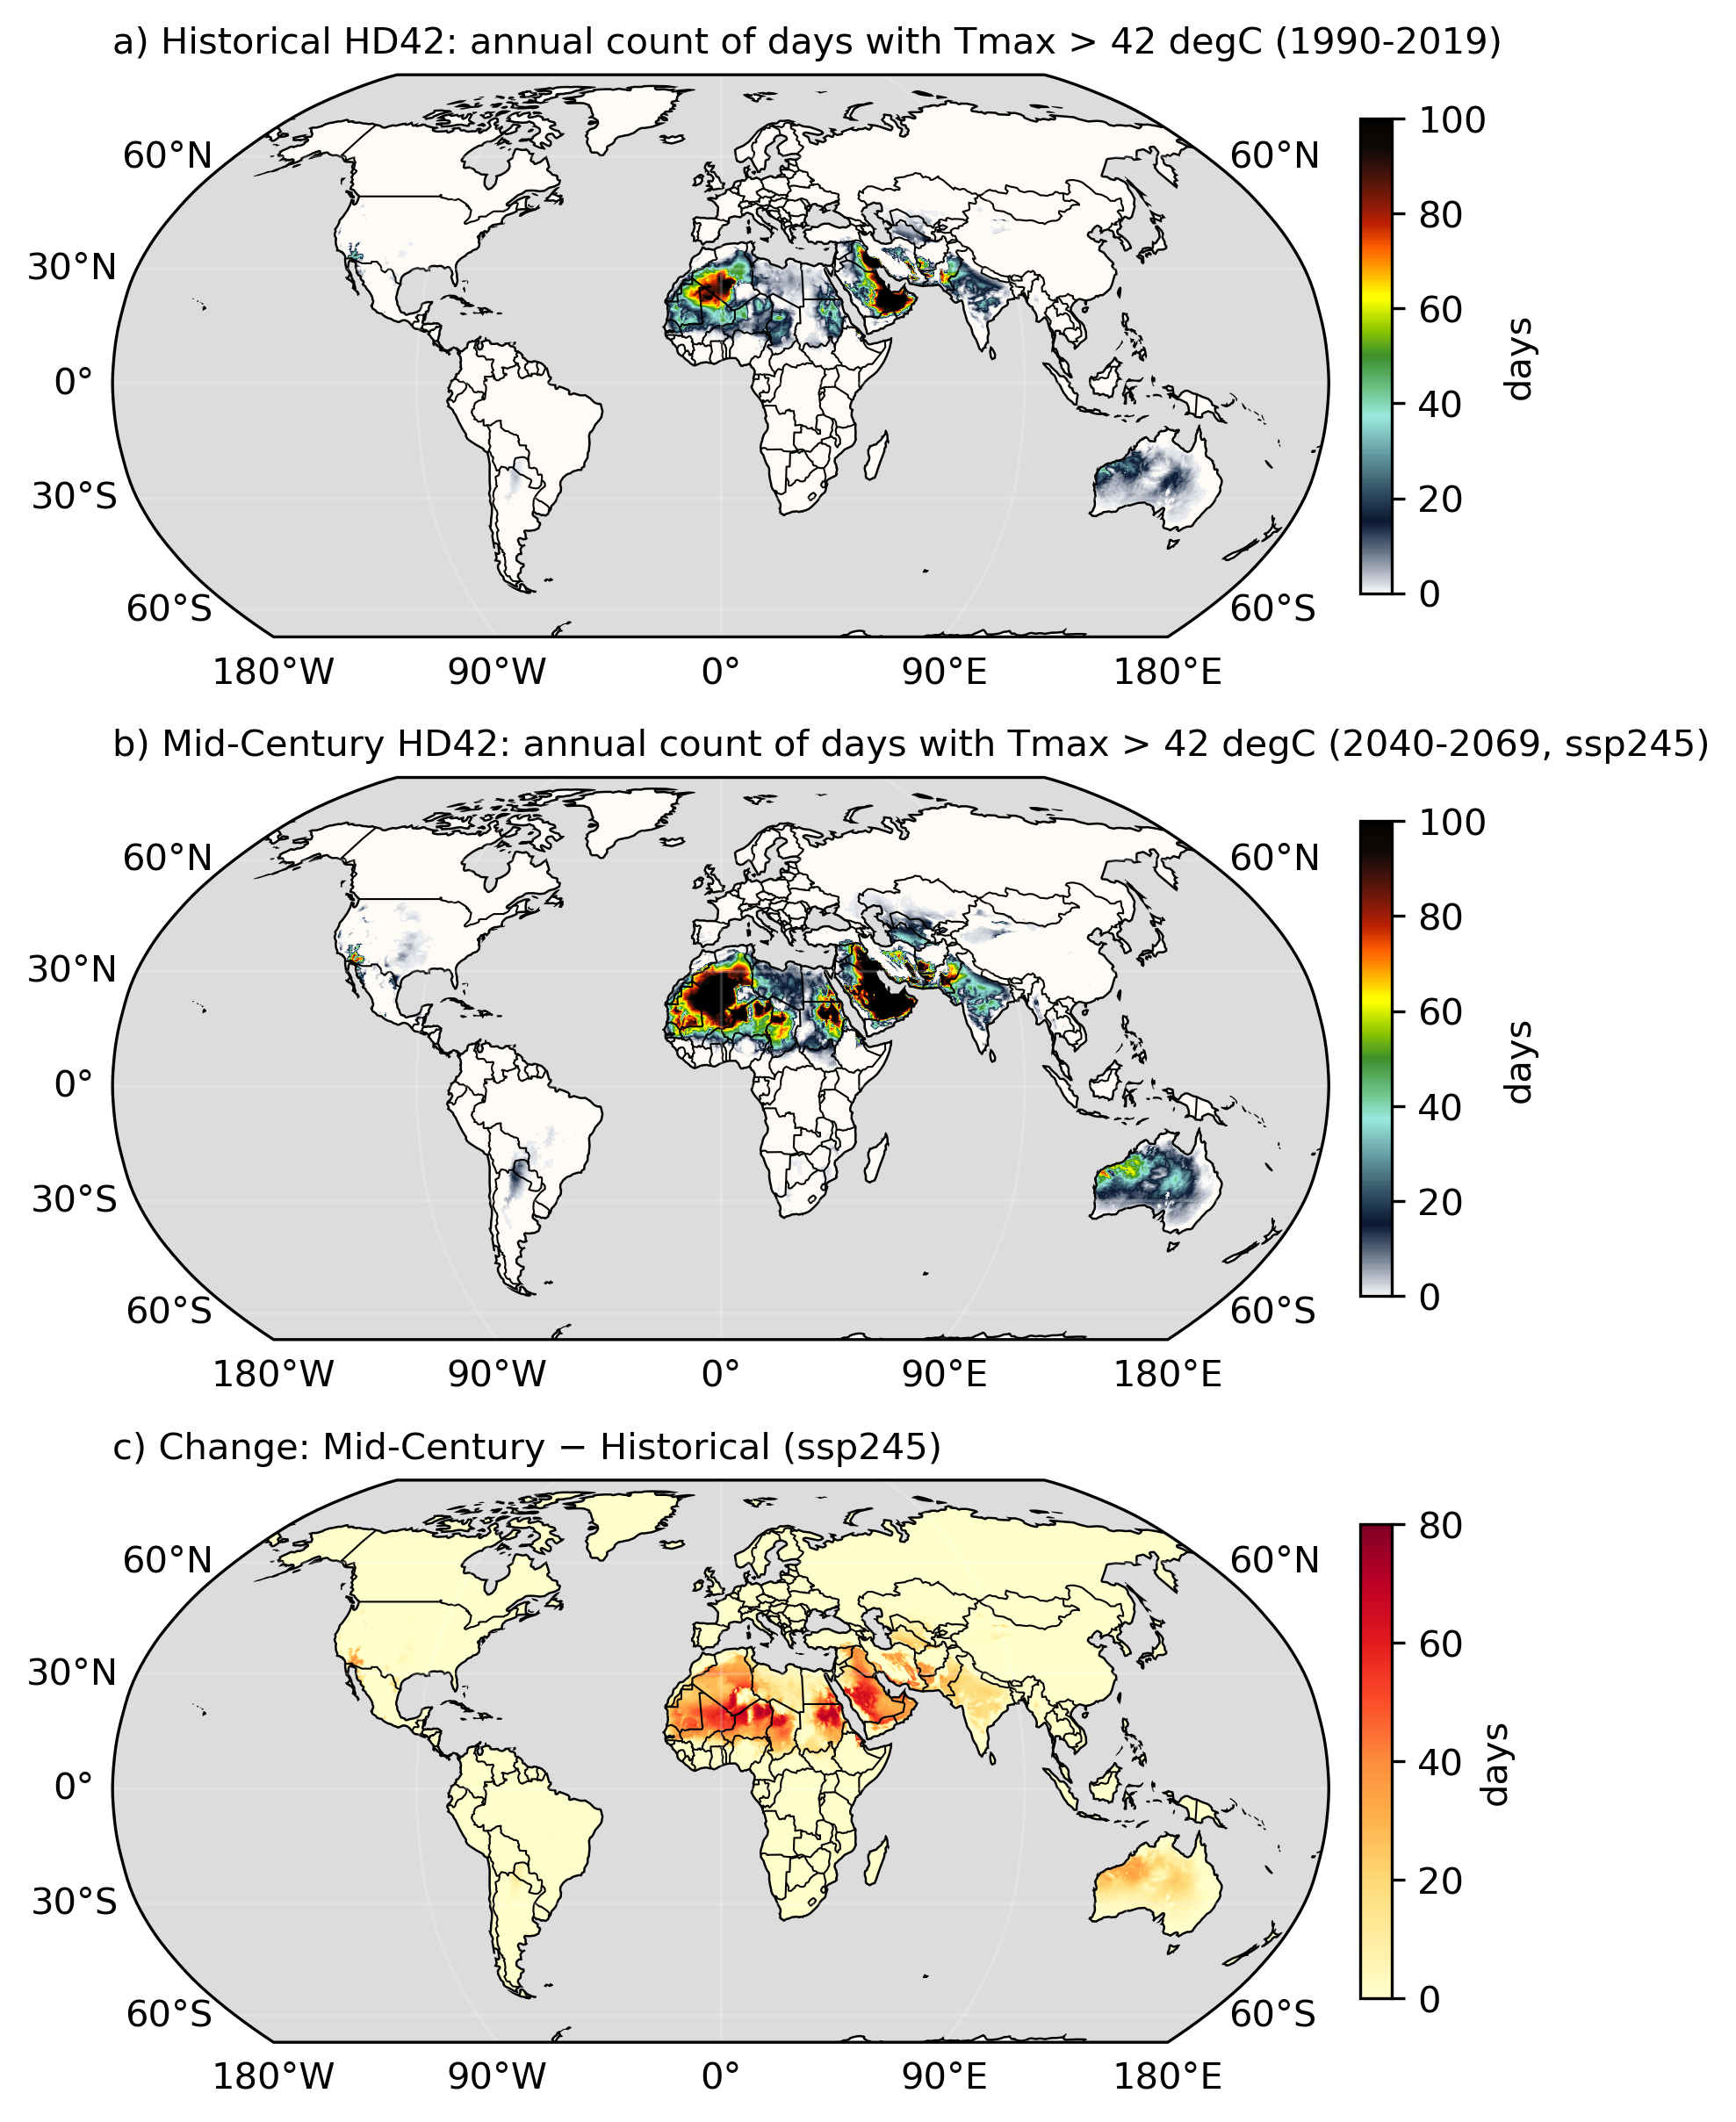 a) Historical HD42: annual count of days with Tmax > 42 degC (1990-2019)
60°N
60°N
30°N
0°
30°S
60°S
60°S
180°W 90°W 0° 90°E 180°E
100
80
60
40
20
0
days
b) Mid-Century HD42: annual count of days with Tmax > 42 degC (2040-2069, ssp245)
60°N
60°N
30°N
0°
30°S
60°S
60°S
180°W 90°W 0° 90°E 180°E
100
80
60
40
20
0
days
c) Change: Mid-Century − Historical (ssp245)
60°N
60°N
30°N
0°
30°S
60°S
60°S
180°W 90°W 0° 90°E 180°E
80
60
40
20
0
days